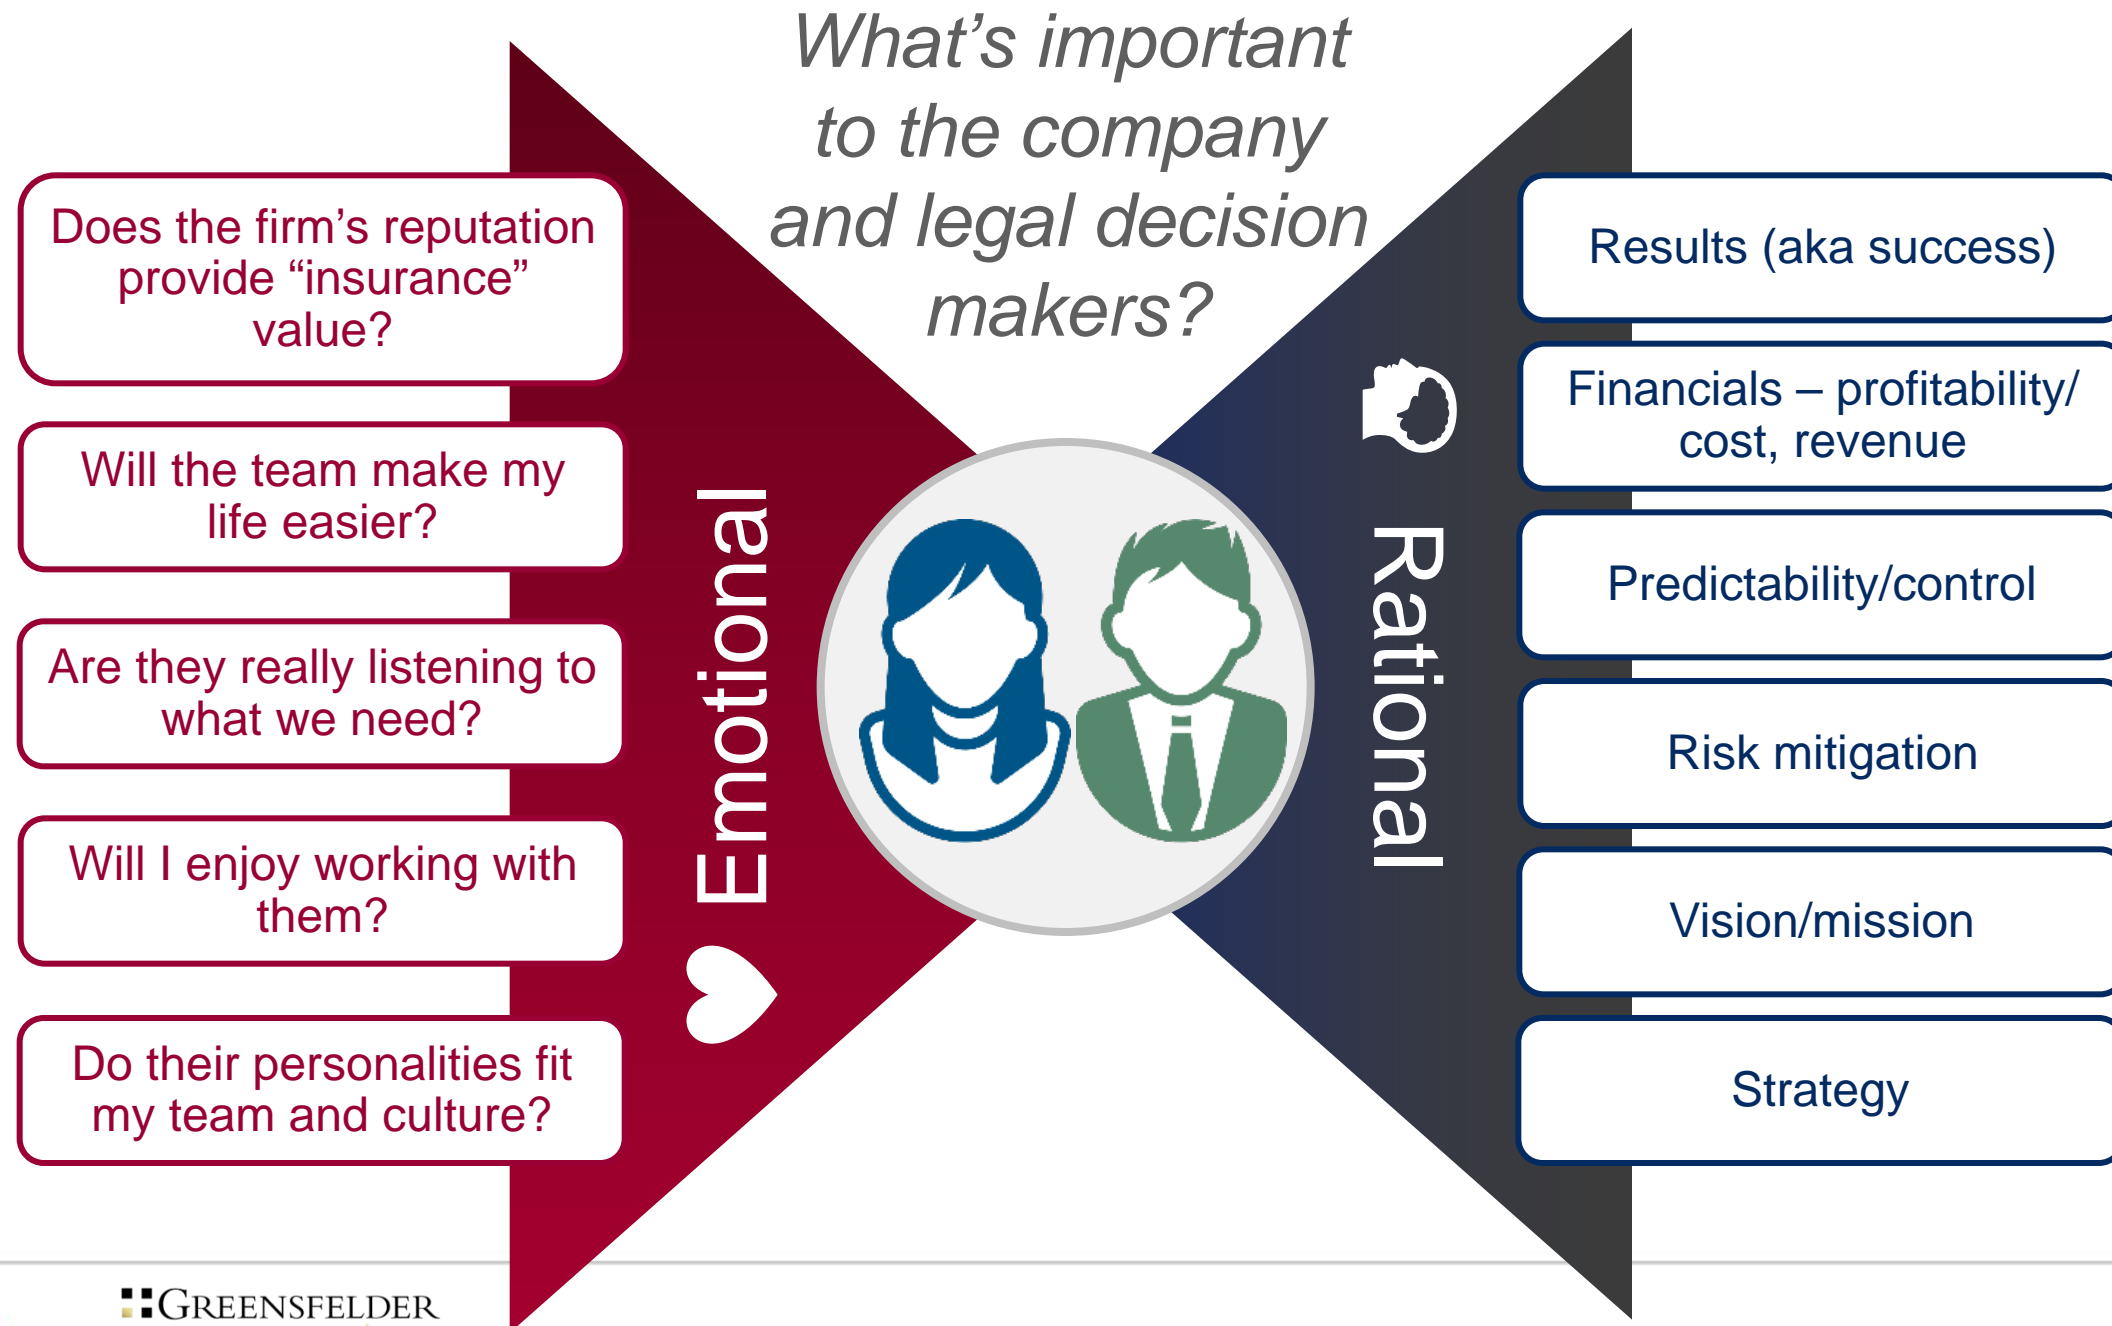 What’s important
to the company
and legal decision
makers?
Does the firm’s reputation
provide “insurance”
value?
Will the team make my
life easier?
Are they really listening to
what we need?
Will I enjoy working with
them?
Do their personalities fit
my team and culture?
Emotional
Rational
Results (aka success)
Financials – profitability/
cost, revenue
Predictability/control
Risk mitigation
Vision/mission
Strategy
GREENSFELDER